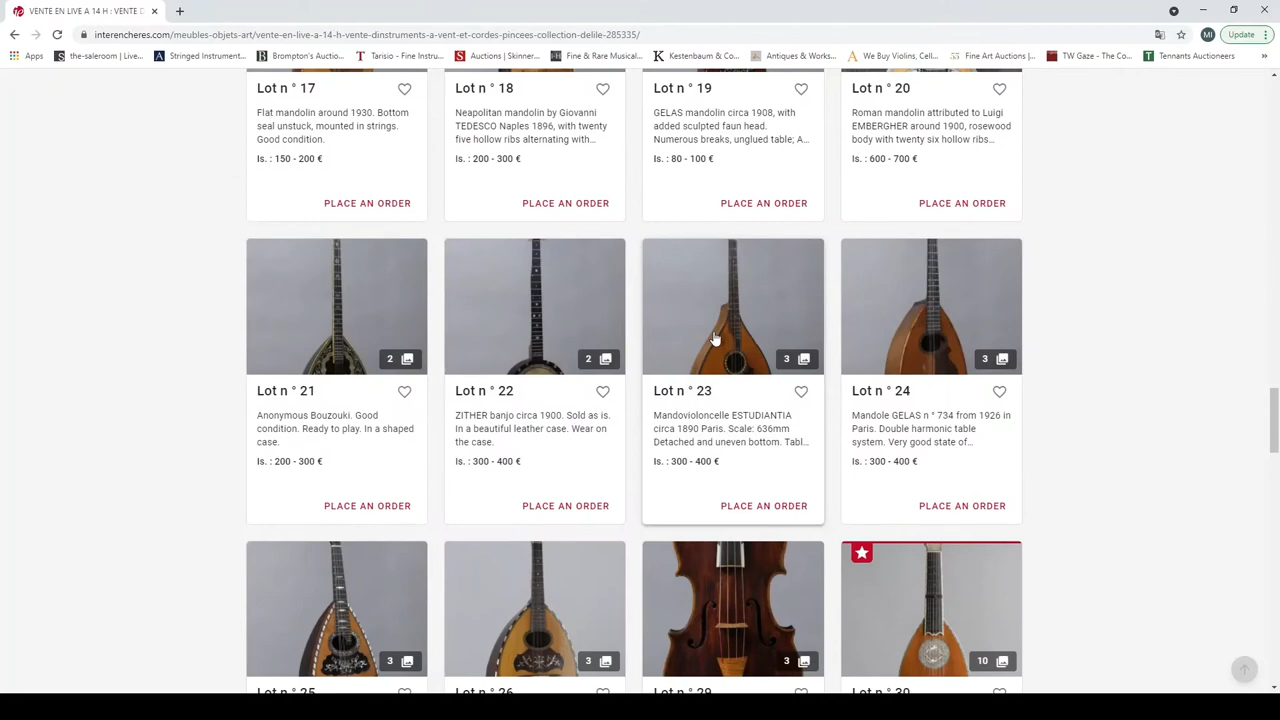 VENTE EN LIVE A 14 H : VENTE D
interencheres.com/meubles-objets-art/vente-en-live-a-14h-vente-dinstruments-a-vent-et-cordes-pincees-collection-delile-285335/
MI
Update
Apps
the-saleroom | Live...
Stringed Instrument...
Brompton's Auctio...
Tarisio - Fine Instru...
Auctions | Skinner...
Fine & Rare Musical...
Kestenbaum & Co...
Antiques & Works...
We Buy Violins, Cell...
Fine Art Auctions |...
TW Gaze - The Co...
Tennants Auctioneers
»
Lot n ° 17
Flat mandolin around 1930. Bottom
seal unstuck, mounted in strings.
Good condition.
Is. : 150 - 200 €
PLACE AN ORDER
Lot n ° 18
Neapolitan mandolin by Giovanni
TEDESCO Naples 1896, with twenty
five hollow ribs alternating with...
Is. : 200 - 300 €
PLACE AN ORDER
Lot n ° 19
GELAS mandolin circa 1908, with
added sculpted faun head.
Numerous breaks, unglued table; A...
Is. : 80 - 100 €
PLACE AN ORDER
Lot n ° 20
Roman mandolin attributed to Luigi
EMBERGHER around 1900, rosewood
body with twenty six hollow ribs...
Is. : 600 - 700 €
PLACE AN ORDER
2
Lot n ° 21
Anonymous Bouzouki. Good
condition. Ready to play. In a shaped
case.
Is. : 200 - 300 €
PLACE AN ORDER
2
Lot n ° 22
ZITHER banjo circa 1900. Sold as is.
In a beautiful leather case. Wear on
the case.
Is. : 300 - 400 €
PLACE AN ORDER
3
Lot n ° 23
Mandovioloncelle ESTUDIANTIA
circa 1890 Paris. Scale: 636mm
Detached and uneven bottom. Tabl...
Is. : 300 - 400 €
PLACE AN ORDER
3
Lot n ° 24
Mandole GELAS n ° 734 from 1926 in
Paris. Double harmonic table
system. Very good state of...
Is. : 300 - 400 €
PLACE AN ORDER
3
Lot n ° 25
3
Lot n ° 26
3
Lot n ° 29
10
Lot n ° 30